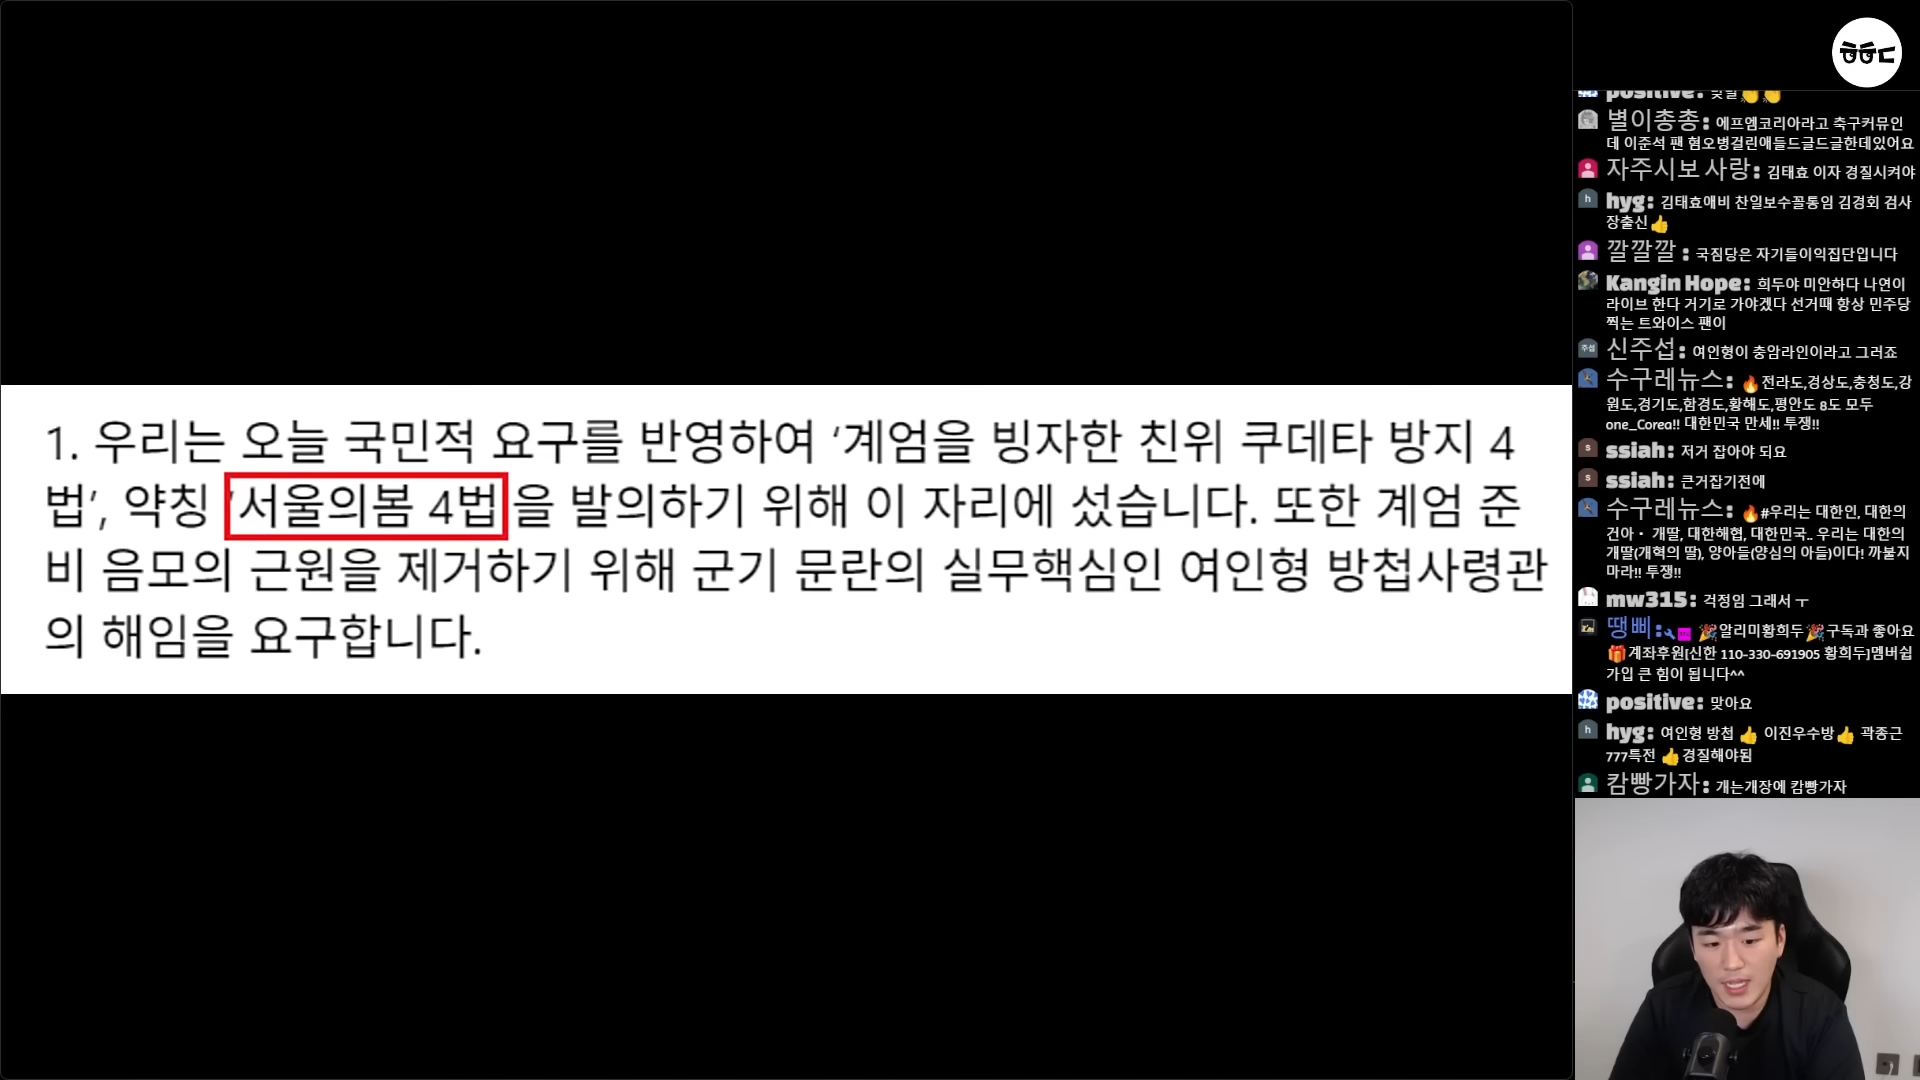 1. 우리는 오늘 국민적 요구를 반영하여 ‘계엄을 빙자한 친위 쿠데타 방지 4
법’, 약칭 ‘서울의봄 4법’을 발의하기 위해 이 자리에 섰습니다. 또한 계엄 준
비 음모의 근원을 제거하기 위해 군기 문란의 실무핵심인 여인형 방첩사령관
의 해임을 요구합니다.
ㅎㅎㄷ
positive: 맞일👏👏
별이총총: 에프엠코리아라고 축구커뮤인
데 이준석 팬 혐오병걸린애들드글드글한데있어요
자주시보 사랑: 김태효 이자 경질시켜야
hyg: 김태효애비 찬일보수꼴통임 김경회 검사
장출신👍
깔깔깔 : 국짐당은 자기들이익집단입니다
Kangin Hope: 희두야 미안하다 나연이
라이브 한다 거기로 가야겠다 선거때 항상 민주당
찍는 트와이스 팬이
신주섭: 여인형이 충암라인이라고 그러죠
수구레뉴스: 🔥전라도,경상도,충청도,강
원도,경기도,함경도,황해도,평안도 8도 모두
one_Corea!! 대한민국 만세!! 투쟁!!
ssiah: 저거 잡아야 되요
ssiah: 큰거잡기전에
수구레뉴스: 🔥#우리는 대한인, 대한의
건아・ 개딸, 대한해협, 대한민국.. 우리는 대한의
개딸(개혁의 딸), 양아들(양심의 아들)이다! 까불지
마라!! 투쟁!!
mw315: 걱정임 그래서 ㅜ
땡삐: 🎉알리미황희두🎉구독과 좋아요
🎁계좌후원[신한 110-330-691905 황희두]멤버쉽
가입 큰 힘이 됩니다^^
positive: 맞아요
hyg: 여인형 방첩 👍 이진우수방👍 곽종근
777특전 👍경질해야됨
캄빵가자: 개는개장에 캄빵가자